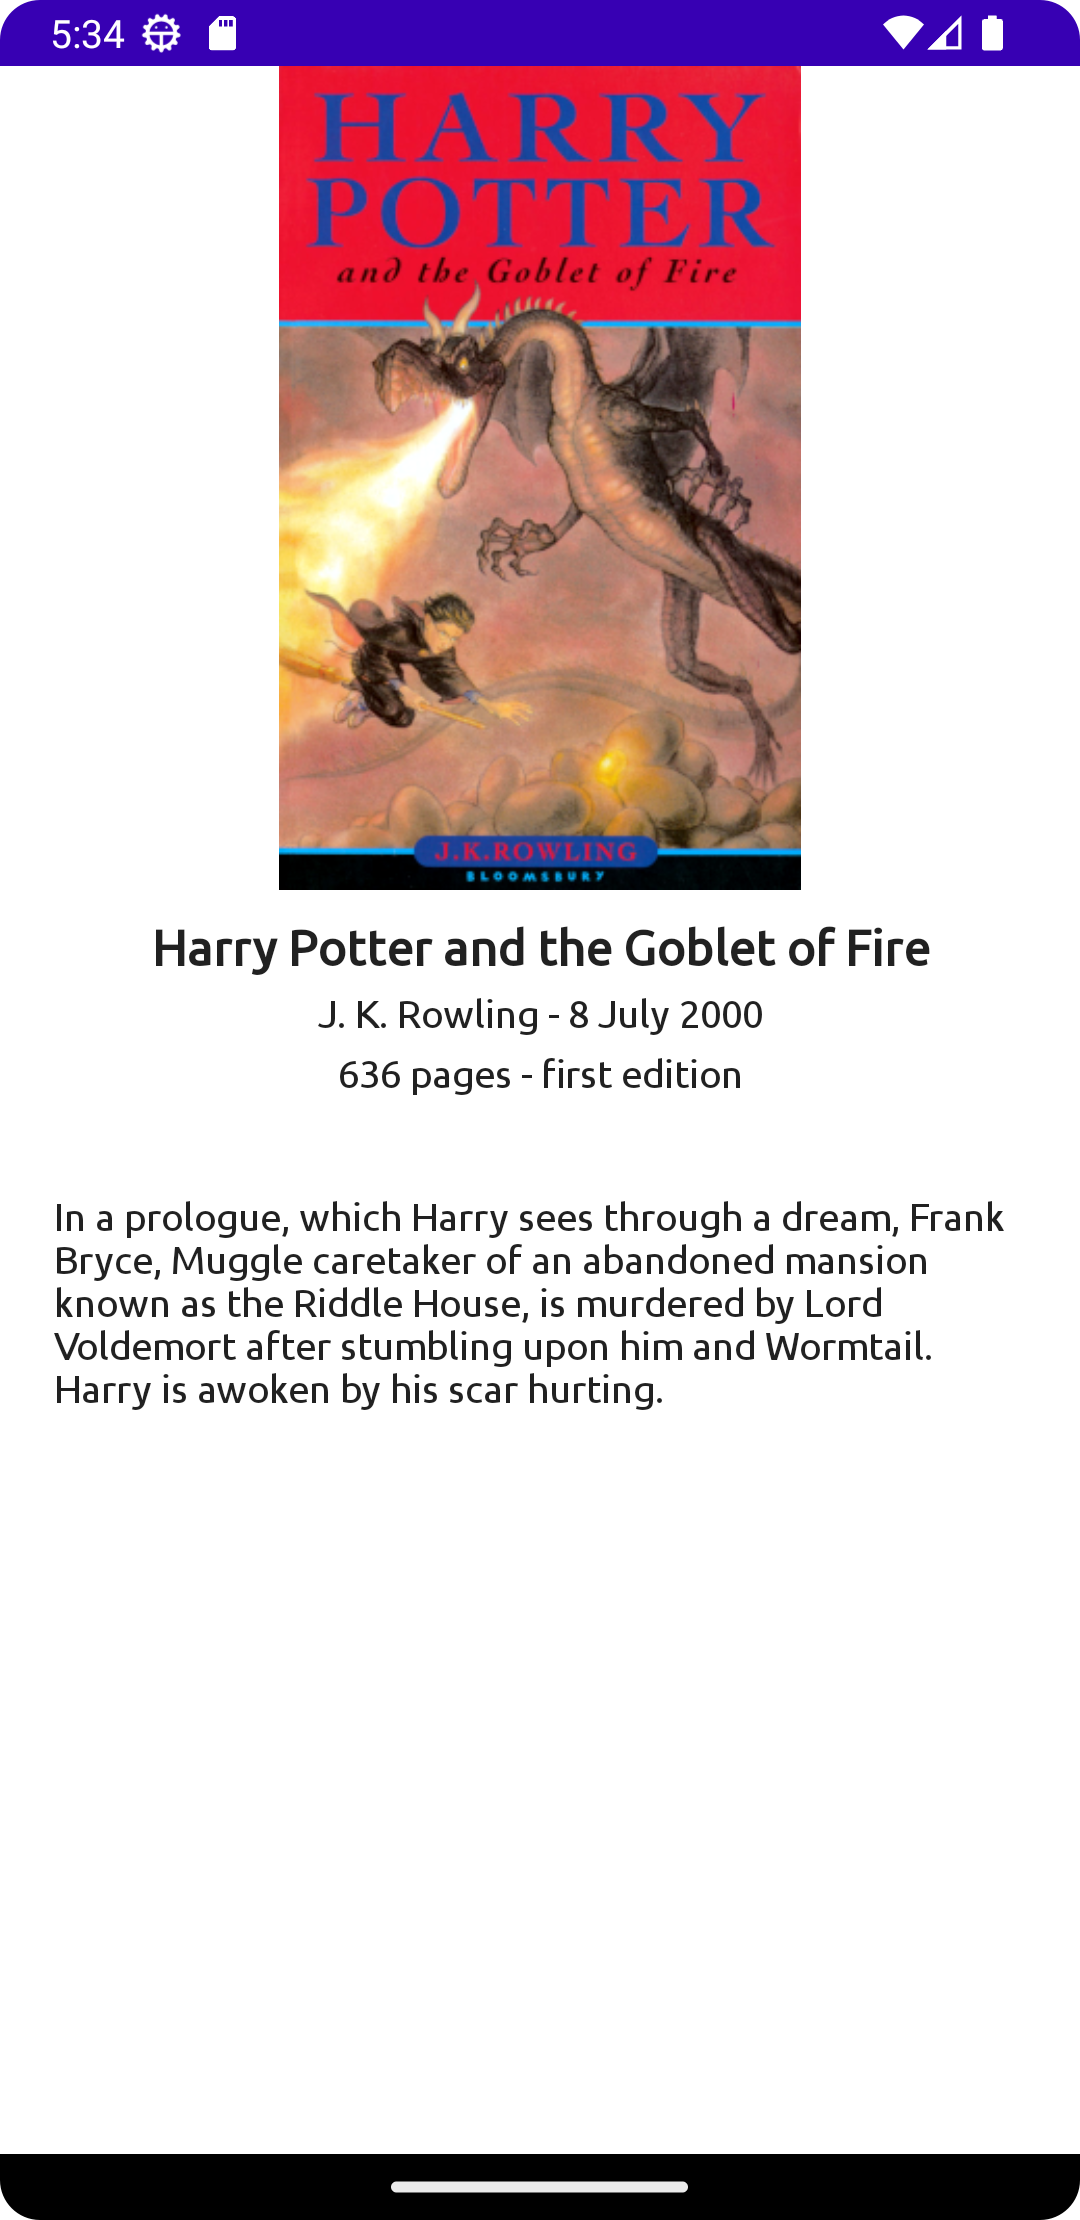 5:34
HARRY
POTTER
and the Goblet of Fire
J.K.ROWLING
BLOOMSBURY
Harry Potter and the Goblet of Fire
J. K. Rowling - 8 July 2000
636 pages - first edition
In a prologue, which Harry sees through a dream, Frank
Bryce, Muggle caretaker of an abandoned mansion
known as the Riddle House, is murdered by Lord
Voldemort after stumbling upon him and Wormtail.
Harry is awoken by his scar hurting.